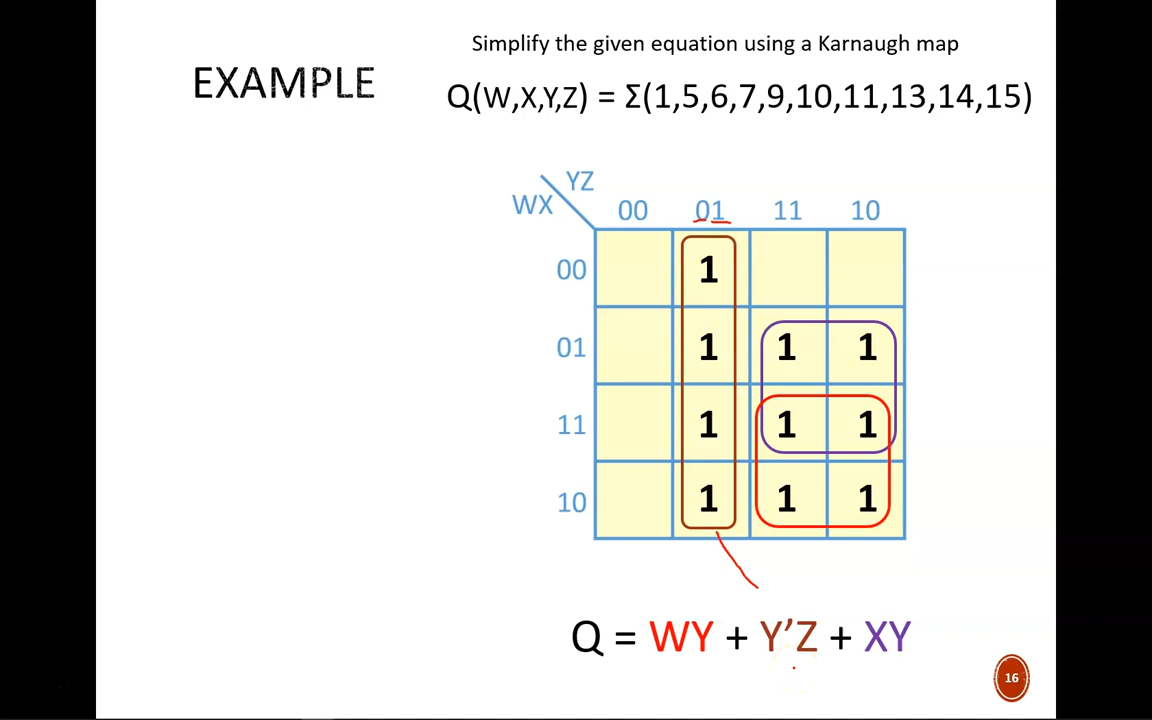 Simplify the given equation using a Karnaugh map
EXAMPLE
Q(W,X,Y,Z) = Σ(1,5,6,7,9,10,11,13,14,15)
YZ
WX
00 01 11 10
00 1
01 1 1 1
11 1 1 1
10 1 1 1
Q = WY + Y’Z + XY
16